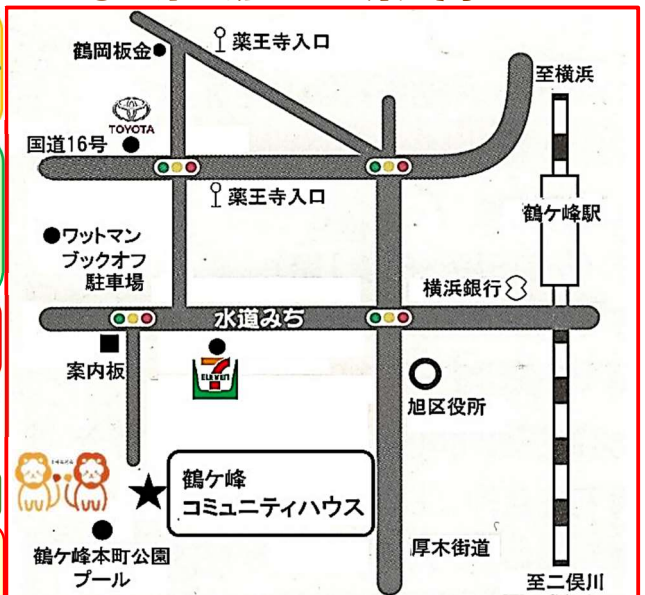 鶴岡板金
薬王寺入口
至横浜
TOYOTA
国道16号
薬王寺入口
鶴ケ峰駅
ワットマン
ブックオフ
駐車場
横浜銀行
水道みち
案内板
7
ELEVEN
旭区役所
鶴ケ峰
コミュニティハウス
鶴ケ峰本町公園
プール
厚木街道
至二俣川